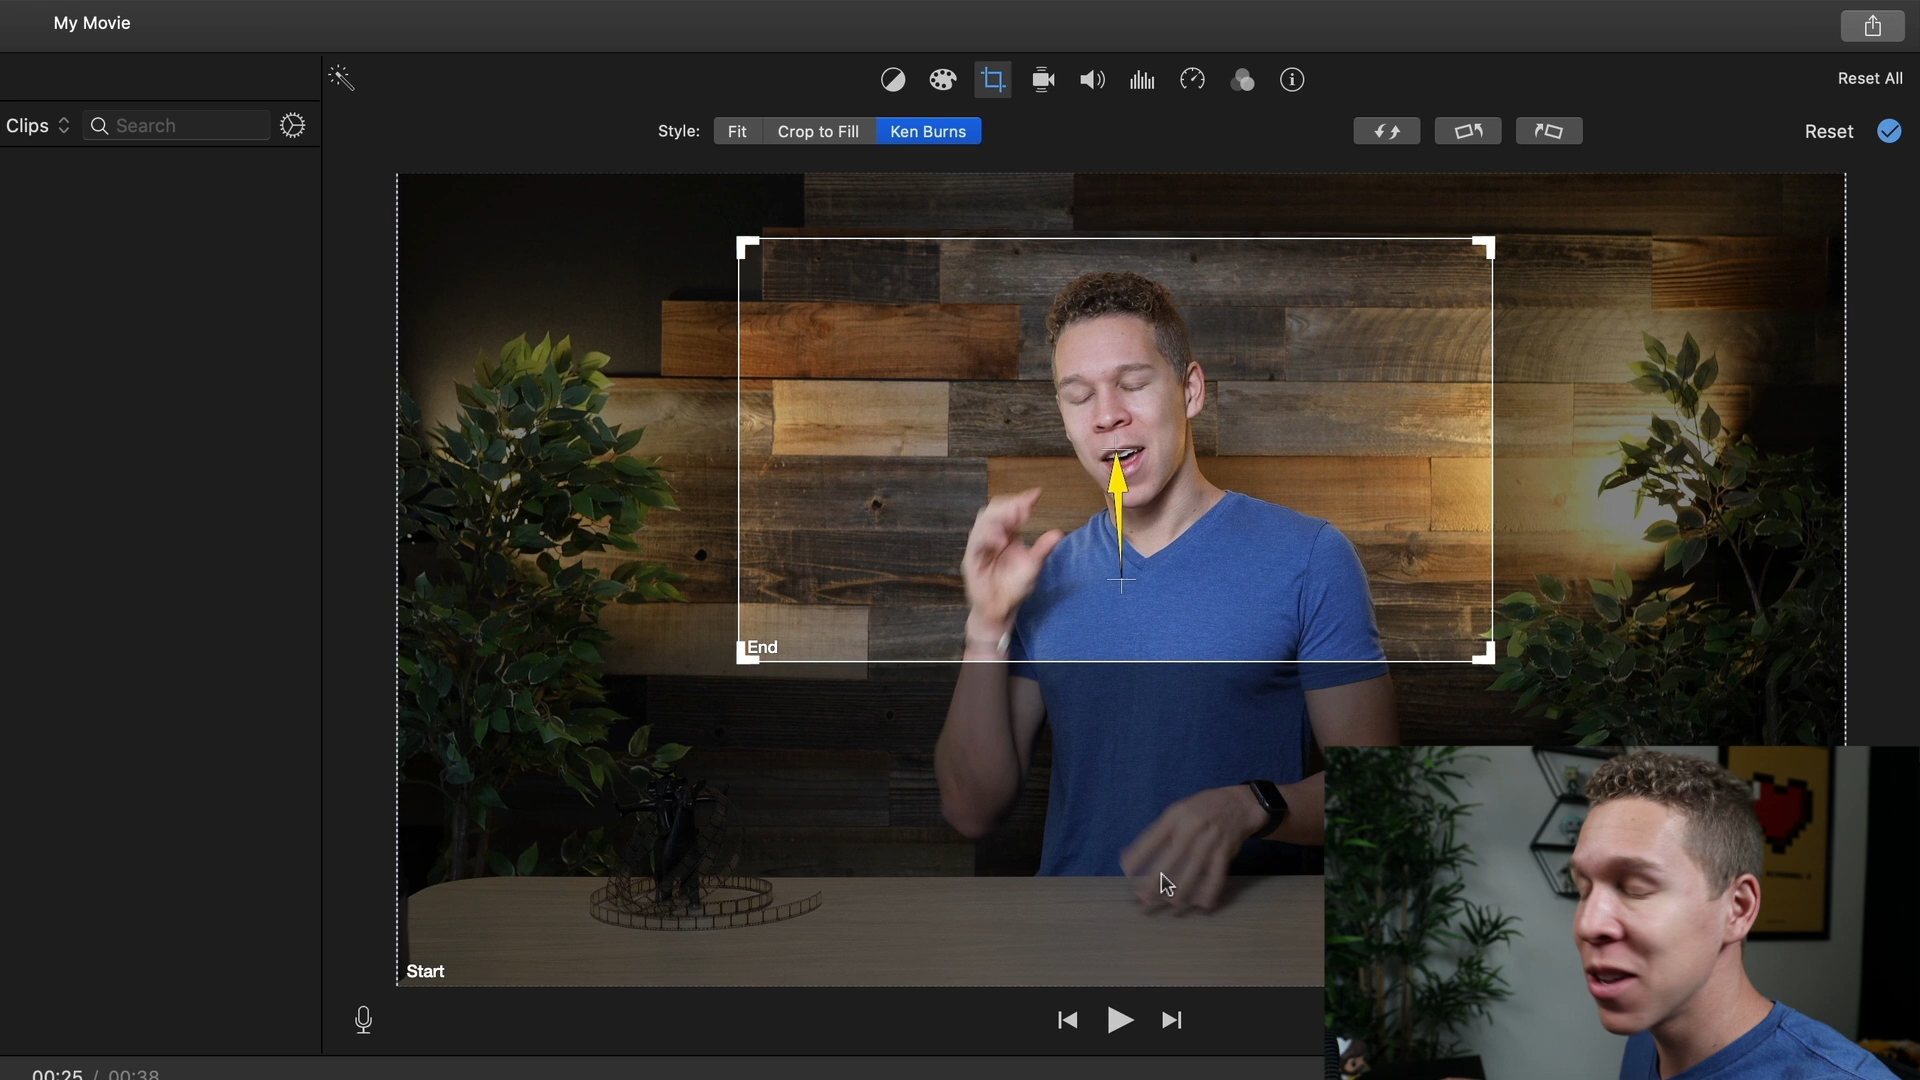 My Movie
Reset All
Clips
Search
Style:
Fit
Crop to Fill
Ken Burns
Reset
End
Start
00:25 / 00:38